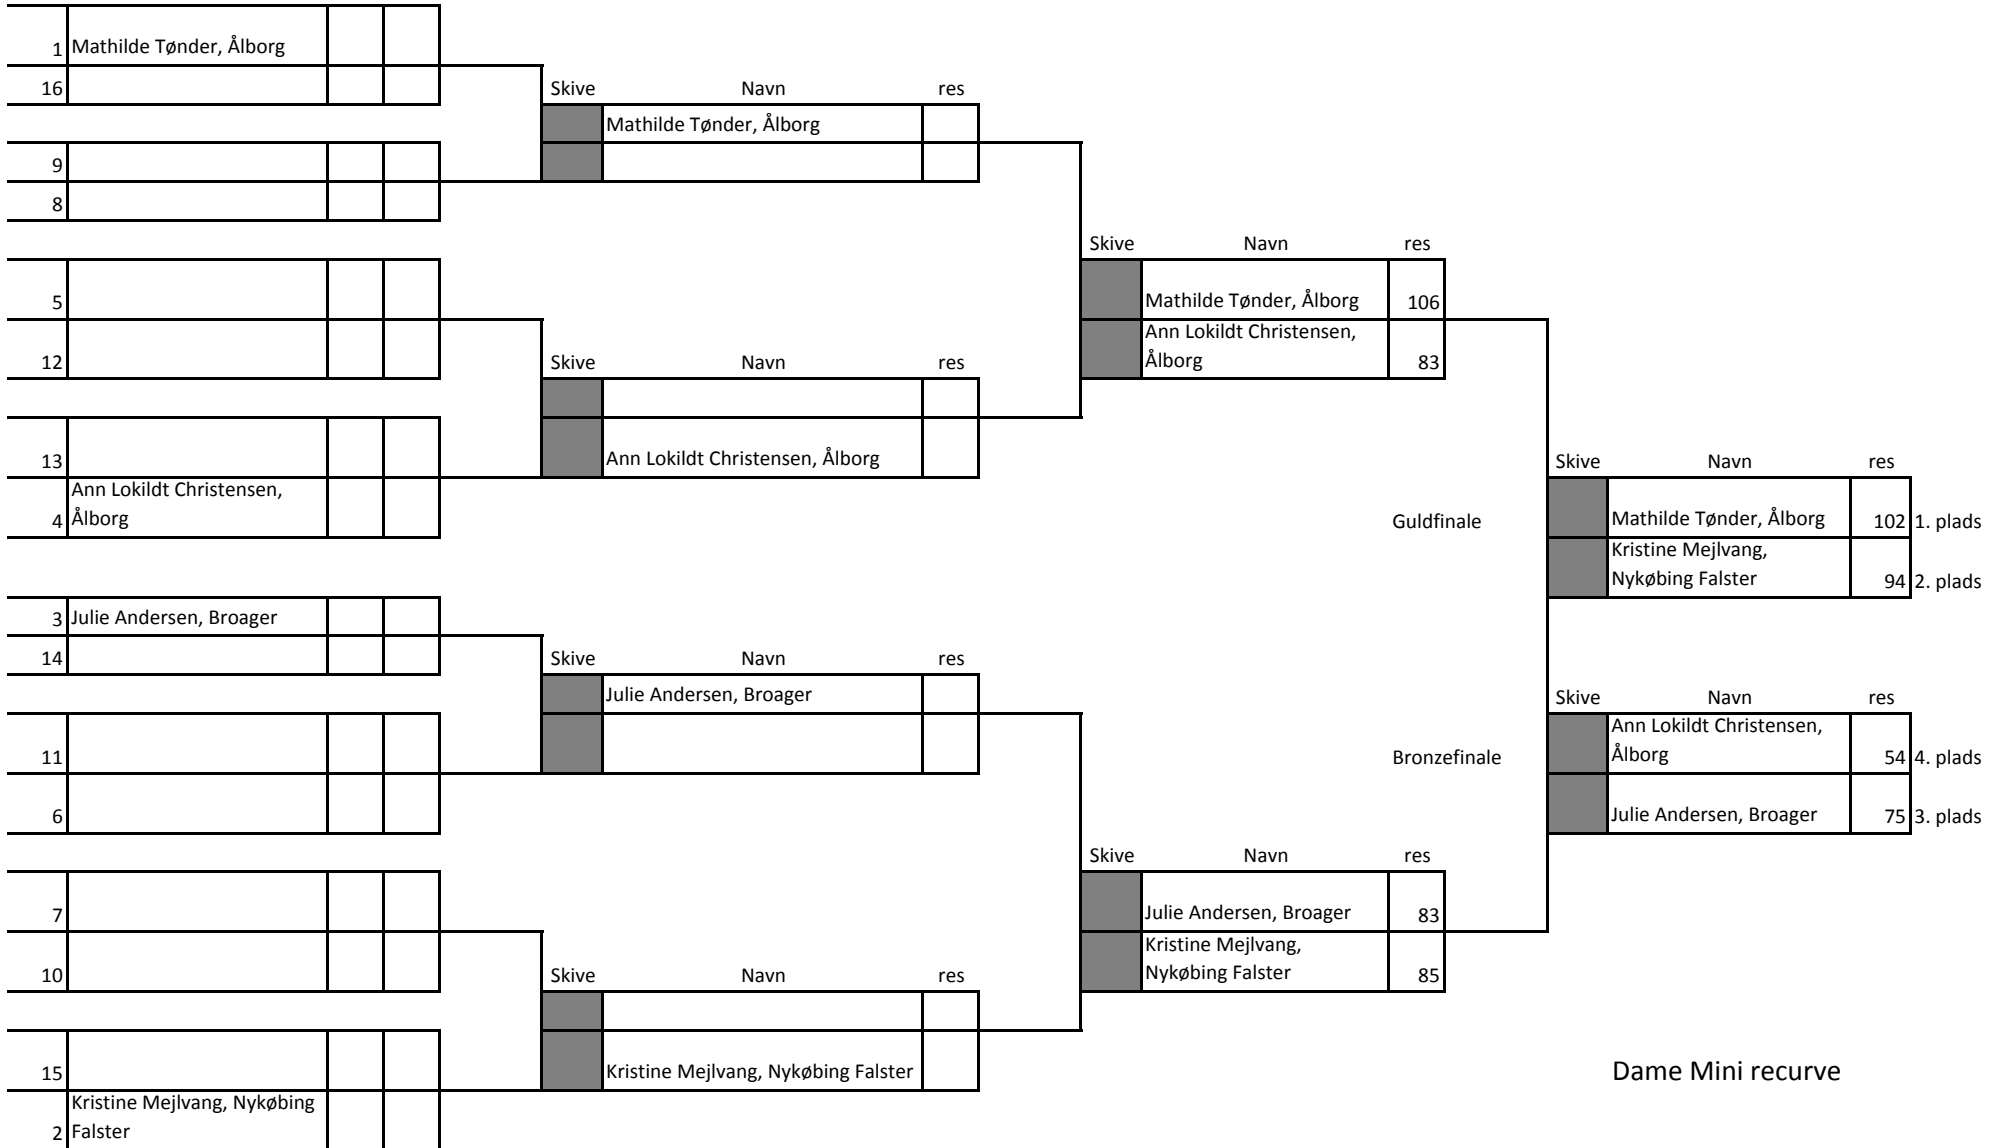 1 Mathilde Tønder, Ålborg
16
Skive Navn res
Mathilde Tønder, Ålborg
9
8
Skive Navn res
5
Mathilde Tønder, Ålborg 106
Ann Lokildt Christensen,
Ålborg 83
12
Skive Navn res
Ann Lokildt Christensen, Ålborg
13
Ann Lokildt Christensen,
4 Ålborg
Skive Navn res
Guldfinale
Mathilde Tønder, Ålborg 102 1. plads
Kristine Mejlvang,
Nykøbing Falster 94 2. plads
3 Julie Andersen, Broager
14
Skive Navn res
Julie Andersen, Broager
Skive Navn res
Ann Lokildt Christensen,
11
Bronzefinale
Ålborg 54 4. plads
6
Julie Andersen, Broager 75 3. plads
Skive Navn res
7
Julie Andersen, Broager 83
Kristine Mejlvang,
Nykøbing Falster 85
10
Skive Navn res
15
Kristine Mejlvang, Nykøbing Falster
Dame Mini recurve
Kristine Mejlvang, Nykøbing
2 Falster